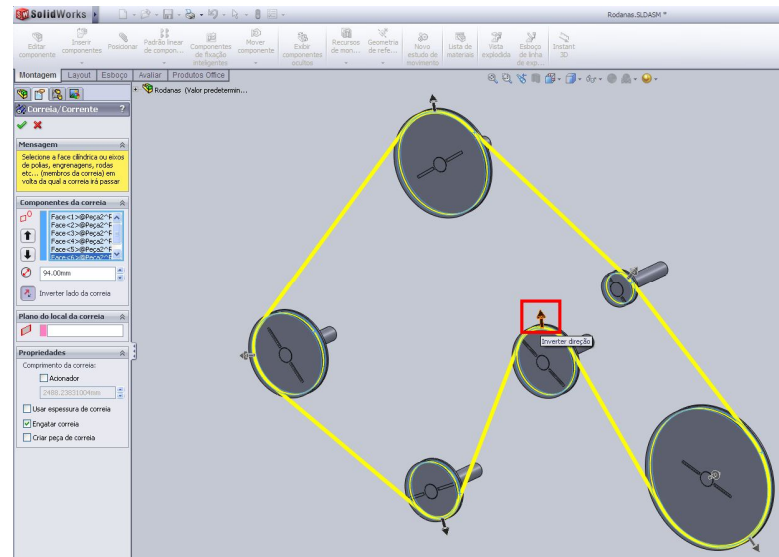 SolidWorks
Rodanas.SLDASM *
Editar componente
Inserir componentes
Posicionar
Padrão linear de compon...
Componentes de fixação inteligentes
Mover componente
Exibir componentes ocultos
Recursos de mon...
Geometria de refe...
Novo estudo de movimento
Lista de materiais
Vista explodida
Esboço de linha de exp...
Instant 3D
Montagem Layout Esboço Avaliar Produtos Office
Rodanas (Valor predetermin...
Correia/Corrente ?
Mensagem
Selecione a face cilíndrica ou eixos
de polias, engrenagens, rodas
etc... (membros da correia) em
volta da qual a correia irá passar
Componentes da correia
Face<1>@Peça2^F
Face<2>@Peça2^F
Face<3>@Peça2^F
Face<4>@Peça2^F
Face<5>@Peça2^F
Face<6>@Peça2^F
94.00mm
Inverter lado da correia
Plano do local da correia
Propriedades
Comprimento da correia:
Acionador
2488.23831004mm
Usar espessura de correia
Engatar correia
Criar peça de correia
Inverter direção